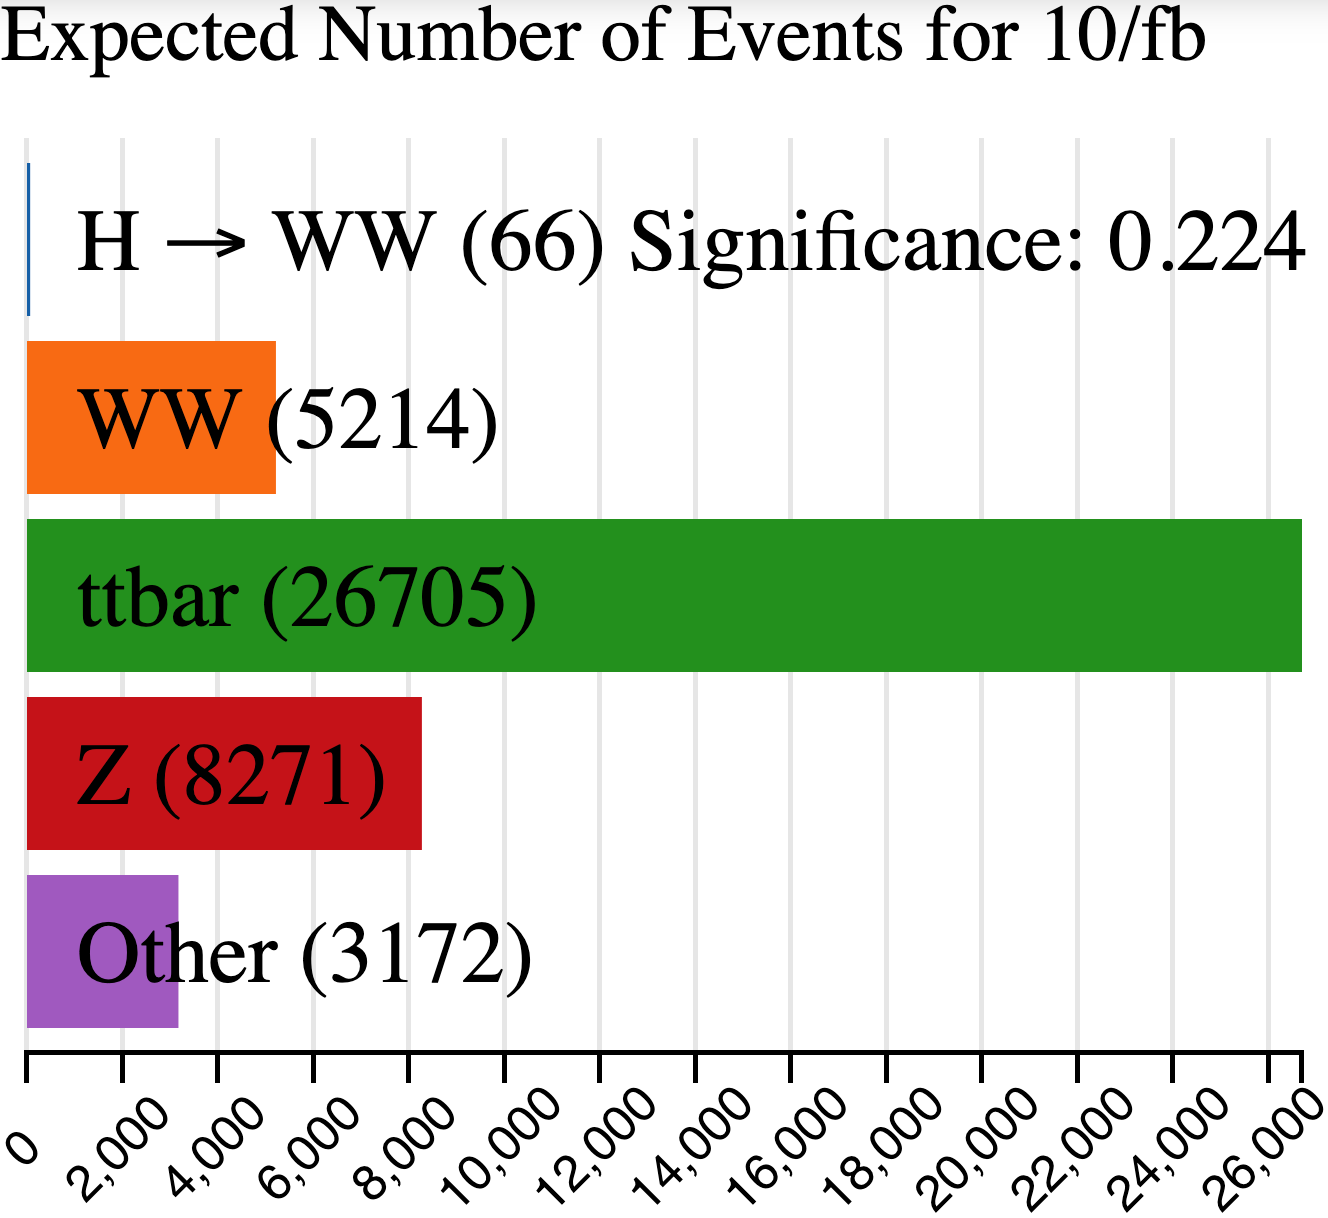 Expected Number of Events for 10/fb
H → WW (66) Significance: 0.224
WW (5214)
ttbar (26705)
Z (8271)
Other (3172)
0 2,000 4,000 6,000 8,000 10,000 12,000 14,000 16,000 18,000 20,000 22,000 24,000 26,000